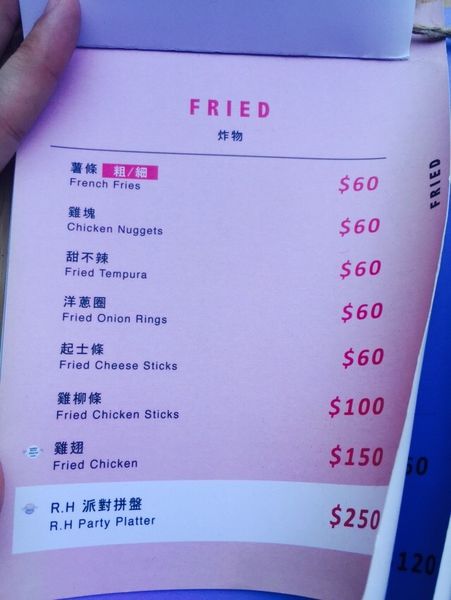 FRIED
炸物
薯條 粗/細
French Fries
$60
雞塊
Chicken Nuggets
$60
甜不辣
Fried Tempura
$60
洋蔥圈
Fried Onion Rings
$60
起士條
Fried Cheese Sticks
$60
雞柳條
Fried Chicken Sticks
$100
雞翅
Fried Chicken
$150
R.H 派對拼盤
R.H Party Platter
$250
FRIED
120